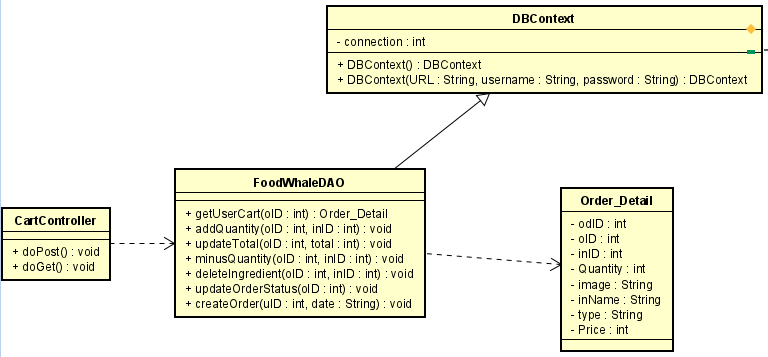 DBContext
- connection : int
+ DBContext() : DBContext
+ DBContext(URL : String, username : String, password : String) : DBContext
FoodWhaleDAO
+ getUserCart(oID : int) : Order_Detail
+ addQuantity(oID : int, inID : int) : void
+ updateTotal(oID : int, total : int) : void
+ minusQuantity(oID : int, inID : int) : void
+ deleteIngredient(oID : int, inID : int) : void
+ updateOrderStatus(oID : int) : void
+ createOrder(uID : int, date : String) : void
CartController
+ doPost() : void
+ doGet() : void
Order_Detail
- odID : int
- oID : int
- inID : int
- Quantity : int
- image : String
- inName : String
- type : String
- Price : int